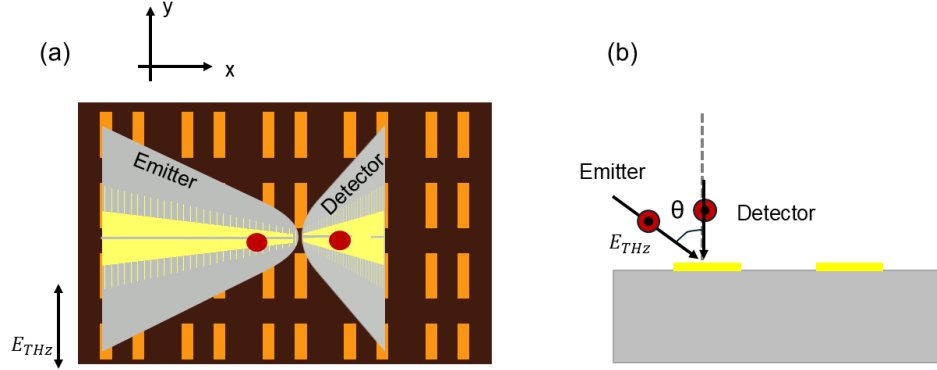 (a)
y
x
Emitter
Detector
E_THz
(b)
Emitter
θ
Detector
E_THz